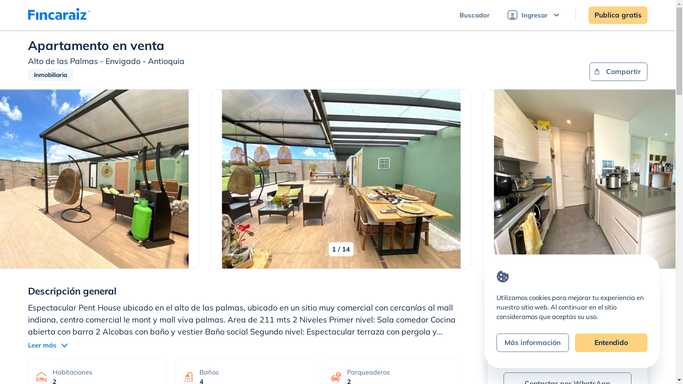 Fincaraiz
Buscador
Ingresar
Publica gratis
Apartamento en venta
Alto de las Palmas - Envigado - Antioquia
Inmobiliaria
Compartir
1 / 14
Descripción general
Espectacular Pent House ubicado en el alto de las palmas, ubicado en un sitio muy comercial con cercanías al mall
indiana, centro comercial le mont y mall viva palmas. Area de 211 mts 2 Niveles Primer nivel: Sala comedor Cocina
abierta con barra 2 Alcobas con baño y vestier Baño social Segundo nivel: Espectacular terraza con pergola y...
Leer más
Habitaciones
2
Baños
4
Parqueaderos
2
Utilizamos cookies para mejorar tu experiencia en
nuestro sitio web. Al continuar en el sitio
consideramos que aceptas su uso.
Más información
Entendido
Contactar por WhatsApp